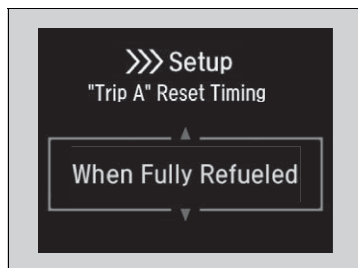 >>> Setup
"Trip A" Reset Timing
When Fully Refueled